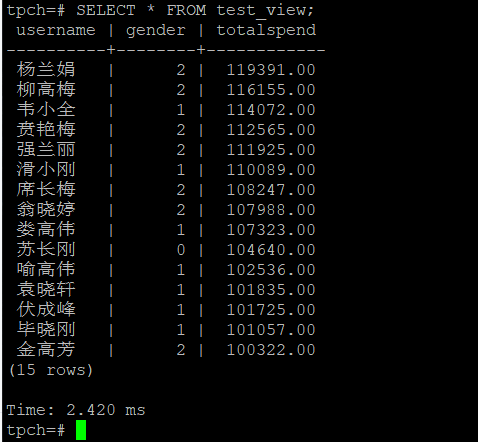 tpch=# SELECT * FROM test_view;
 username | gender | totalspend
----------+--------+------------
 杨兰娟   |      2 |  119391.00
 柳高梅   |      2 |  116155.00
 韦小全   |      1 |  114072.00
 贲艳梅   |      2 |  112565.00
 强兰丽   |      2 |  111925.00
 滑小刚   |      1 |  110089.00
 席长梅   |      2 |  108247.00
 翁晓婷   |      2 |  107988.00
 娄高伟   |      1 |  107323.00
 苏长刚   |      0 |  104640.00
 喻高伟   |      1 |  102536.00
 袁晓轩   |      1 |  101835.00
 伏成峰   |      1 |  101725.00
 毕晓刚   |      1 |  101057.00
 金高芳   |      2 |  100322.00
(15 rows)

Time: 2.420 ms
tpch=#